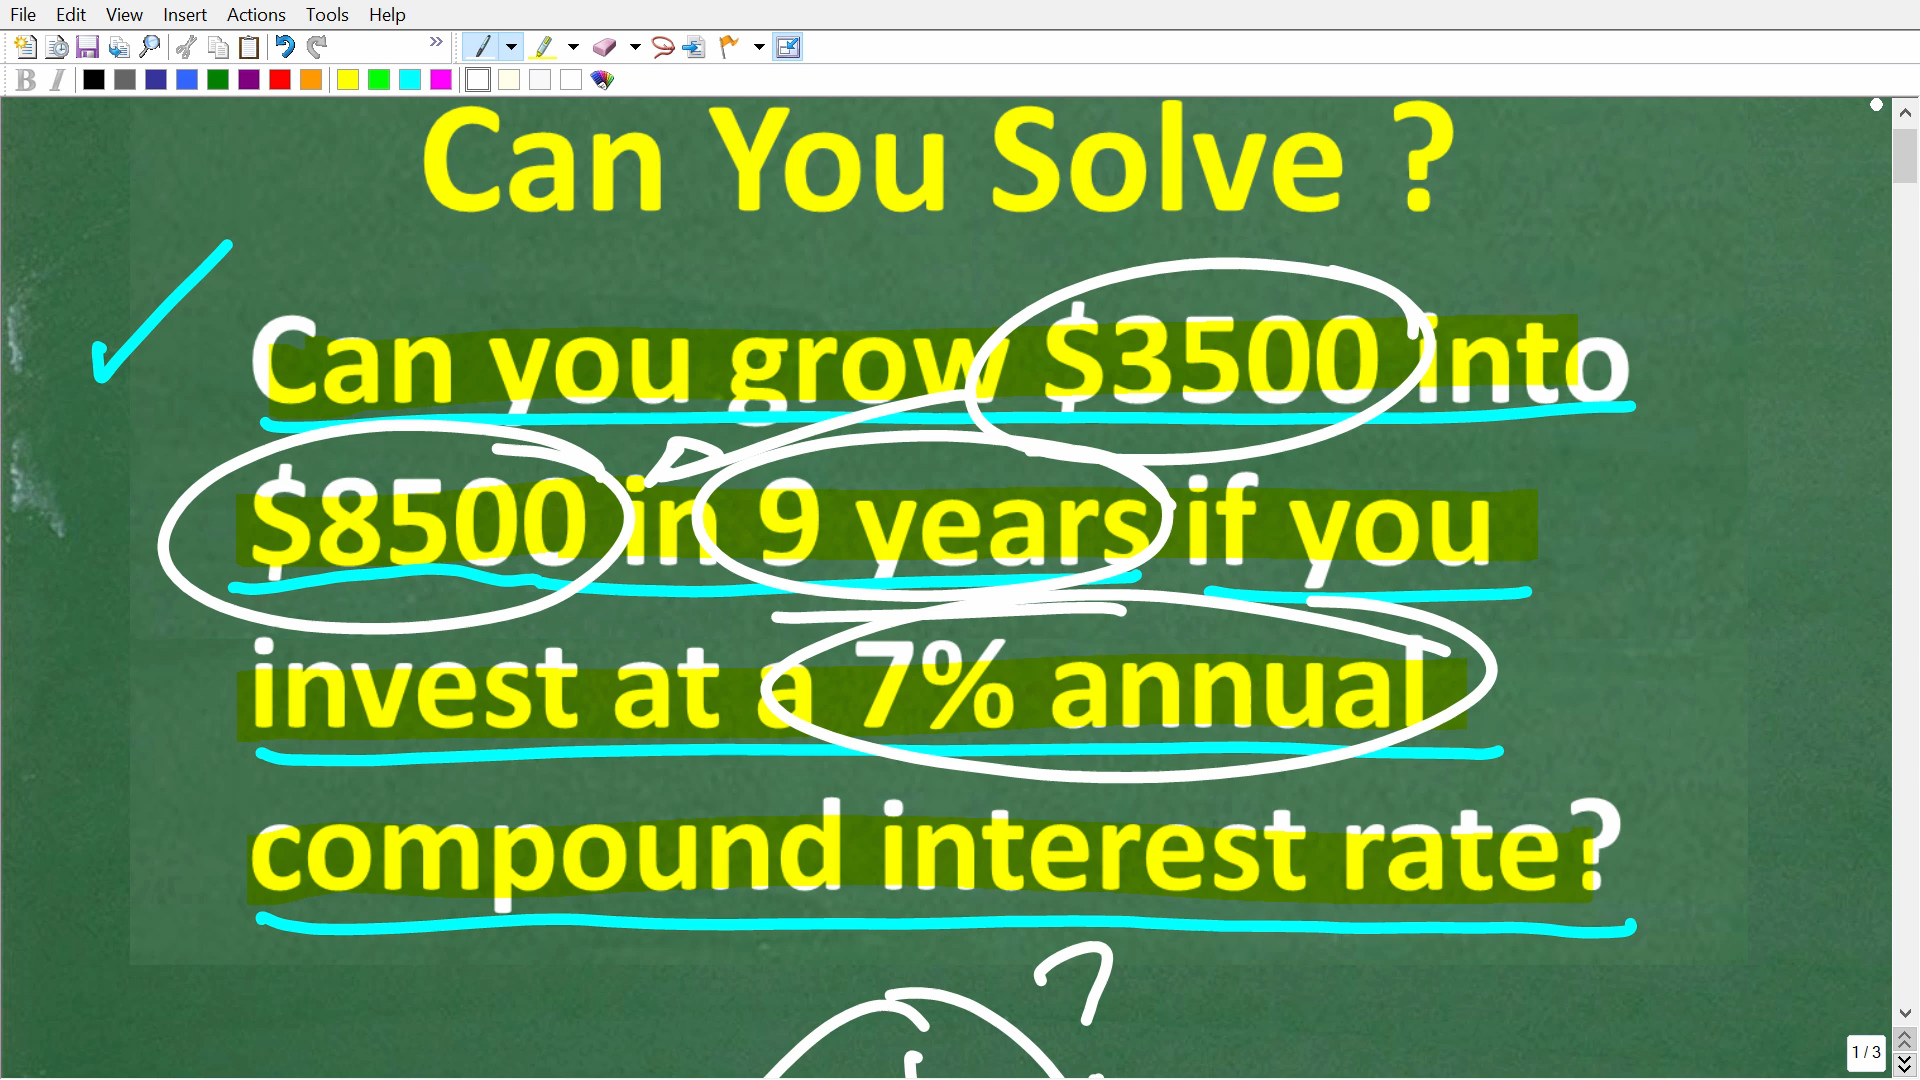 File Edit View Insert Actions Tools Help
B I
Can You Solve ?
Can you grow $3500 into
$8500 in 9 years if you
invest at a 7% annual
compound interest rate?
?
1 / 3